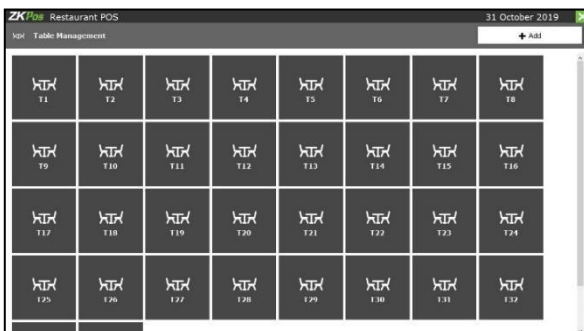 ZKPos Restaurant POS 31 October 2019
Table Management + Add
T1 T2 T3 T4 T5 T6 T7 T8
T9 T10 T11 T12 T13 T14 T15 T16
T17 T18 T19 T20 T21 T22 T23 T24
T25 T26 T27 T28 T29 T30 T31 T32